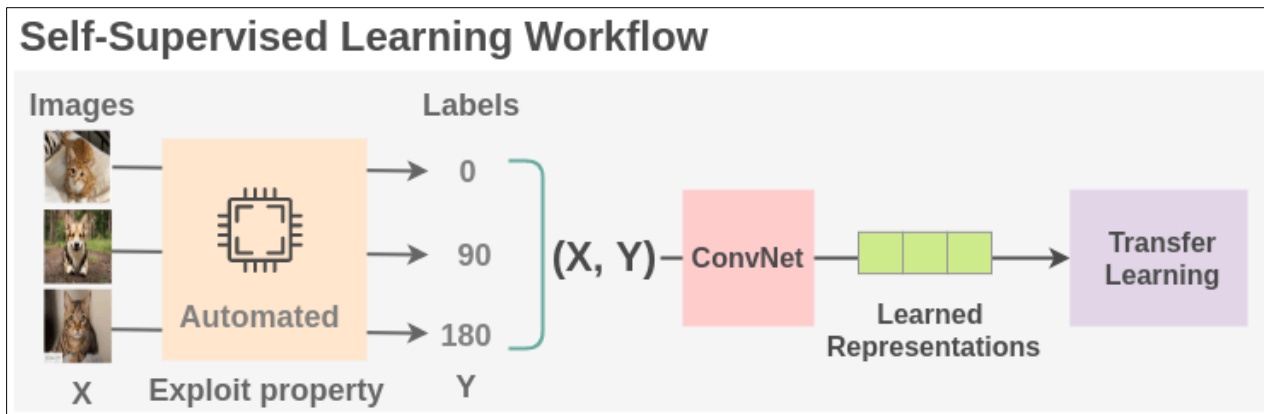 Self-Supervised Learning Workflow
Images
Labels
0
90
180
Automated
X
Exploit property
Y
(X, Y)
ConvNet
Learned
Representations
Transfer
Learning